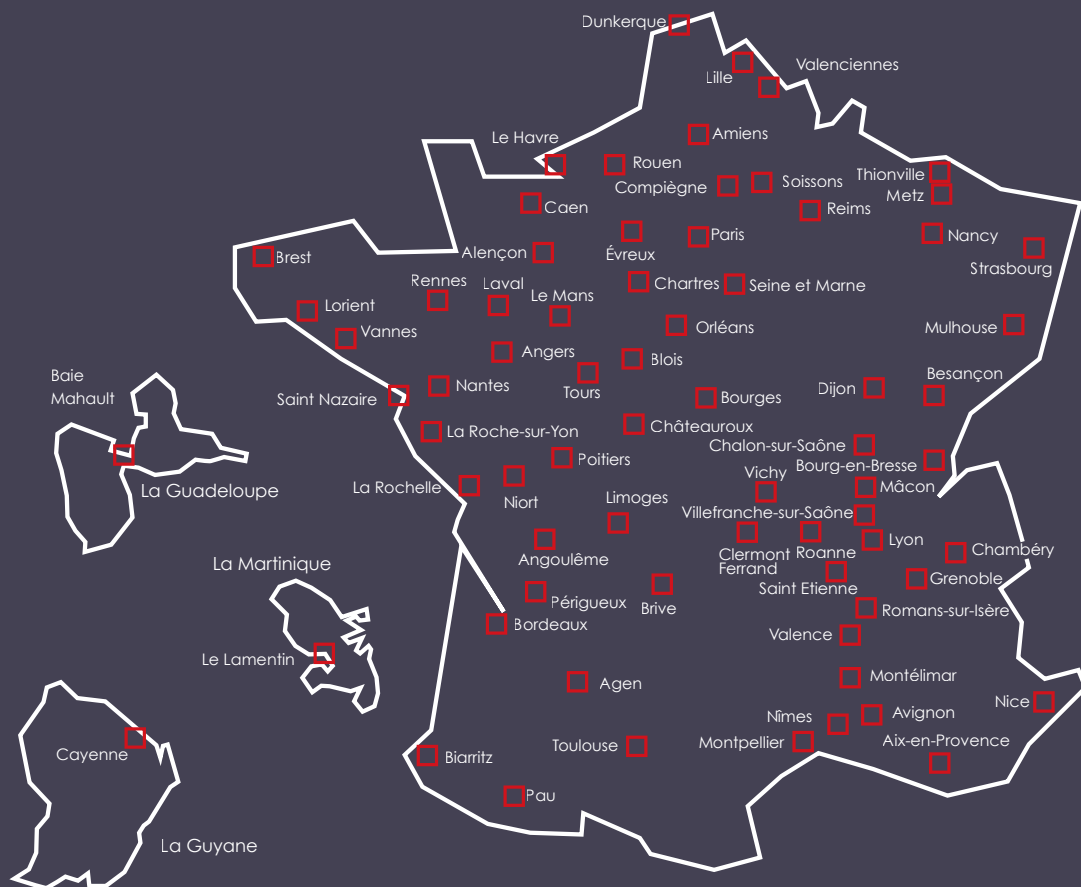 Dunkerque
Lille
Valenciennes
Le Havre
Amiens
Rouen
Compiègne
Soissons
Thionville
Metz
Caen
Reims
Alençon
Évreux
Paris
Nancy
Strasbourg
Brest
Rennes
Laval
Le Mans
Chartres
Seine et Marne
Lorient
Vannes
Orléans
Mulhouse
Angers
Blois
Baie
Mahault
Saint Nazaire
Nantes
Tours
Bourges
Dijon
Besançon
La Roche-sur-Yon
Châteauroux
Chalon-sur-Saône
Poitiers
Bourg-en-Bresse
Vichy
La Guadeloupe
La Rochelle
Niort
Limoges
Mâcon
Villefranche-sur-Saône
Angoulême
Clermont
Ferrand
Roanne
Lyon
Chambéry
La Martinique
Saint Etienne
Grenoble
Périgueux
Brive
Romans-sur-Isère
Bordeaux
Valence
Le Lamentin
Agen
Montélimar
Nice
Nîmes
Avignon
Cayenne
Biarritz
Toulouse
Montpellier
Aix-en-Provence
Pau
La Guyane